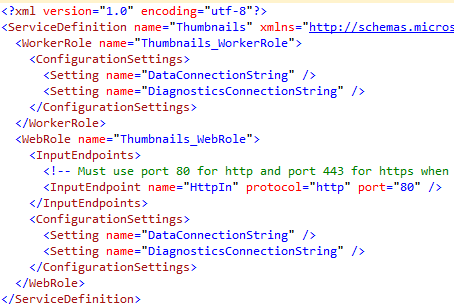 <?xml version="1.0" encoding="utf-8"?>
<ServiceDefinition name="Thumbnails" xmlns="http://schemas.micros
<WorkerRole name="Thumbnails_WorkerRole">
<ConfigurationSettings>
<Setting name="DataConnectionString" />
<Setting name="DiagnosticsConnectionString" />
</ConfigurationSettings>
</WorkerRole>
<WebRole name="Thumbnails_WebRole">
<InputEndpoints>
<!-- Must use port 80 for http and port 443 for https when
<InputEndpoint name="HttpIn" protocol="http" port="80" />
</InputEndpoints>
<ConfigurationSettings>
<Setting name="DataConnectionString" />
<Setting name="DiagnosticsConnectionString" />
</ConfigurationSettings>
</WebRole>
</ServiceDefinition>